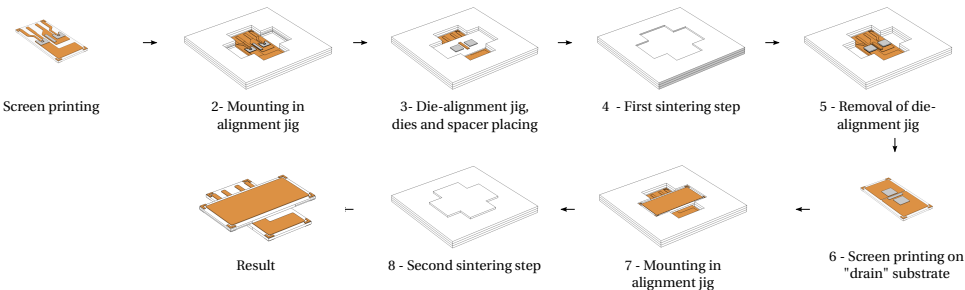 Screen printing
2- Mounting in
alignment jig
3- Die-alignment jig,
dies and spacer placing
4 - First sintering step
5 - Removal of die-
alignment jig
6 - Screen printing on
"drain" substrate
7 - Mounting in
alignment jig
8 - Second sintering step
Result